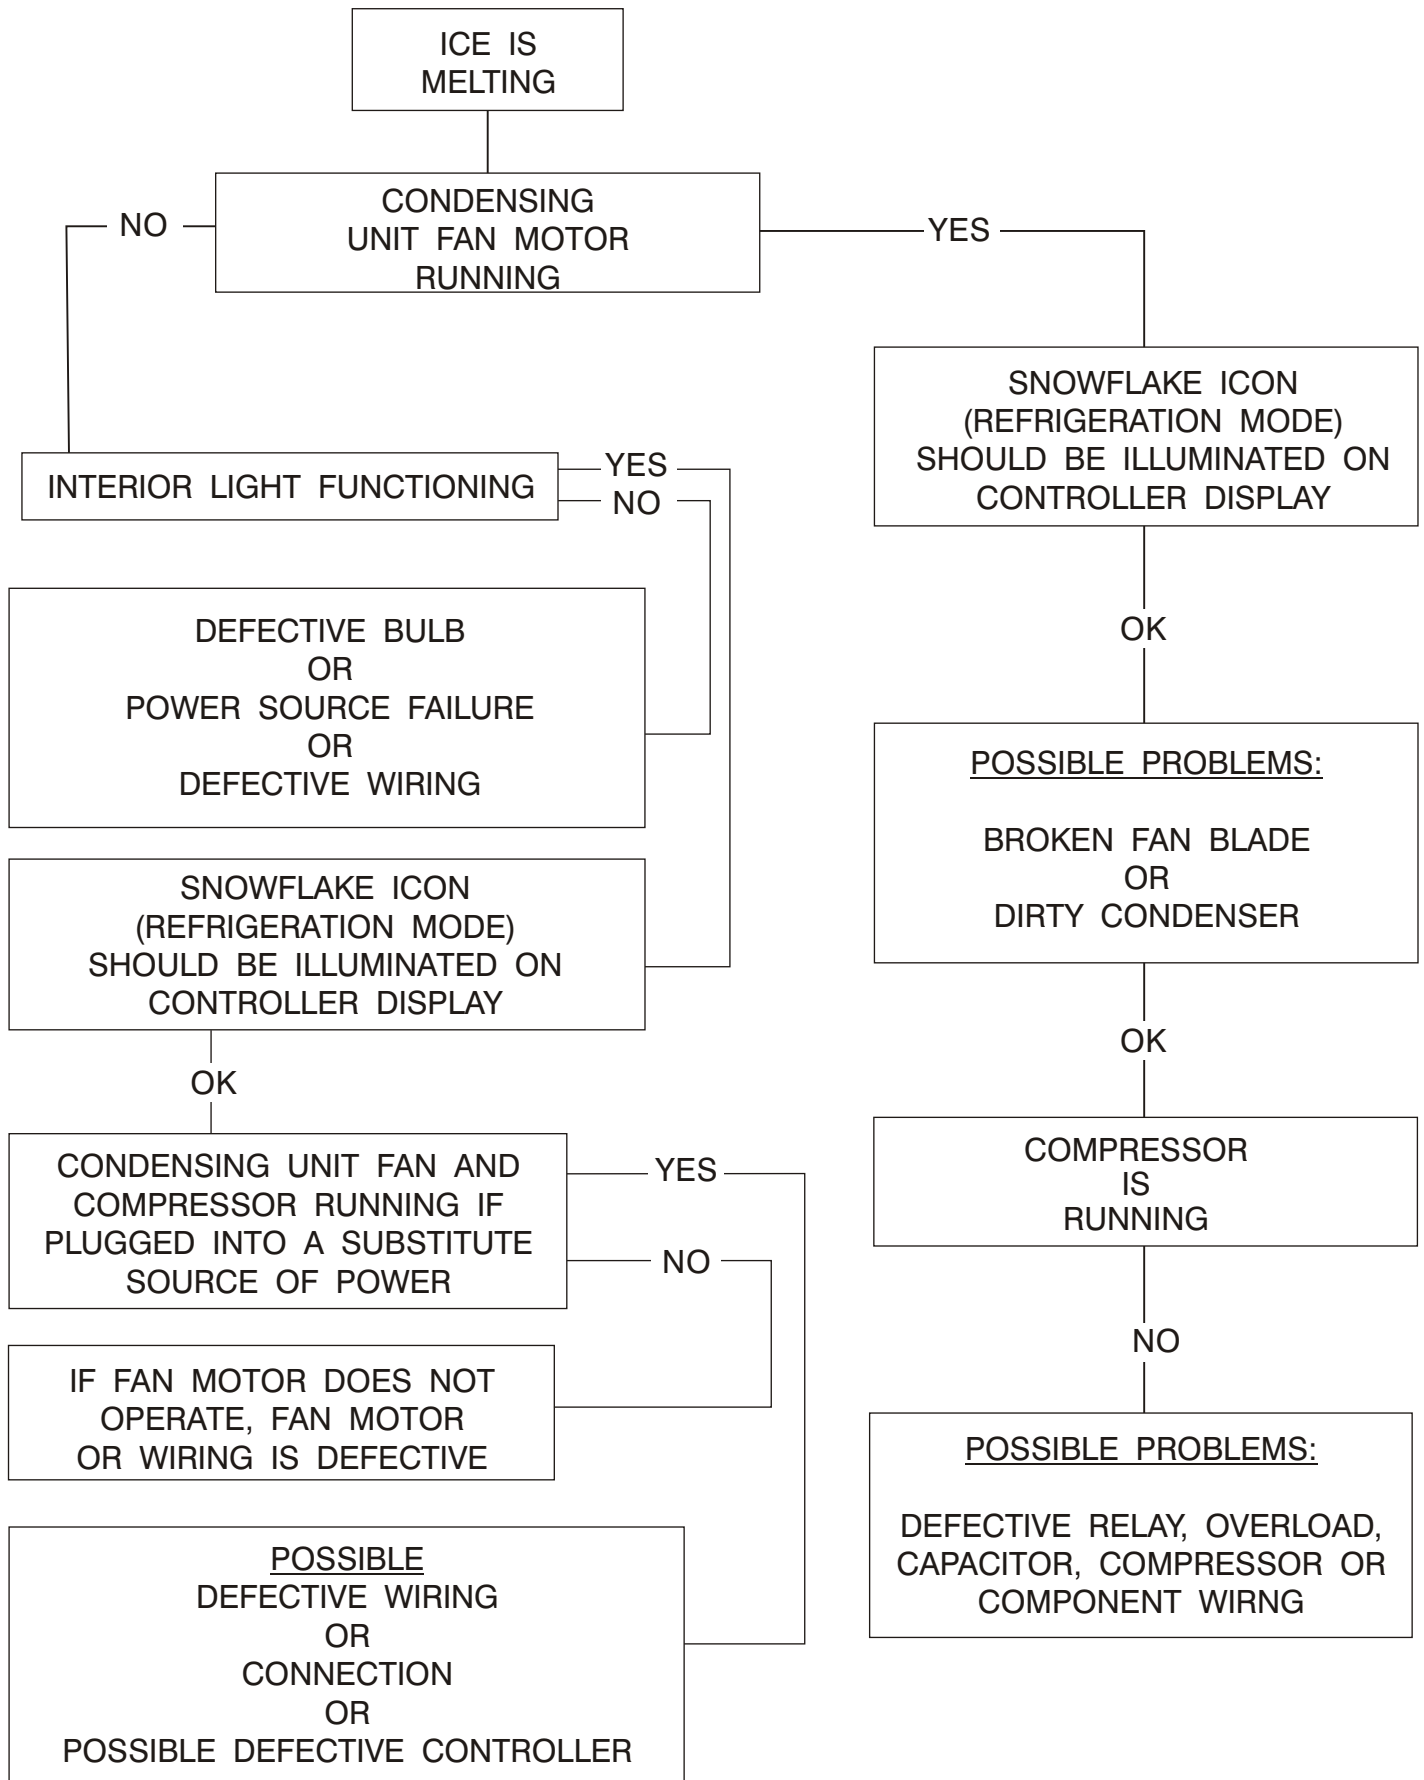 ICE IS
MELTING
CONDENSING
UNIT FAN MOTOR
RUNNING
NO
YES
INTERIOR LIGHT FUNCTIONING
YES
NO
DEFECTIVE BULB
OR
POWER SOURCE FAILURE
OR
DEFECTIVE WIRING
SNOWFLAKE ICON
(REFRIGERATION MODE)
SHOULD BE ILLUMINATED ON
CONTROLLER DISPLAY
OK
CONDENSING UNIT FAN AND
COMPRESSOR RUNNING IF
PLUGGED INTO A SUBSTITUTE
SOURCE OF POWER
YES
NO
IF FAN MOTOR DOES NOT
OPERATE, FAN MOTOR
OR WIRING IS DEFECTIVE
POSSIBLE
DEFECTIVE WIRING
OR
CONNECTION
OR
POSSIBLE DEFECTIVE CONTROLLER
SNOWFLAKE ICON
(REFRIGERATION MODE)
SHOULD BE ILLUMINATED ON
CONTROLLER DISPLAY
OK
POSSIBLE PROBLEMS:
BROKEN FAN BLADE
OR
DIRTY CONDENSER
OK
COMPRESSOR
IS
RUNNING
NO
POSSIBLE PROBLEMS:
DEFECTIVE RELAY, OVERLOAD,
CAPACITOR, COMPRESSOR OR
COMPONENT WIRNG